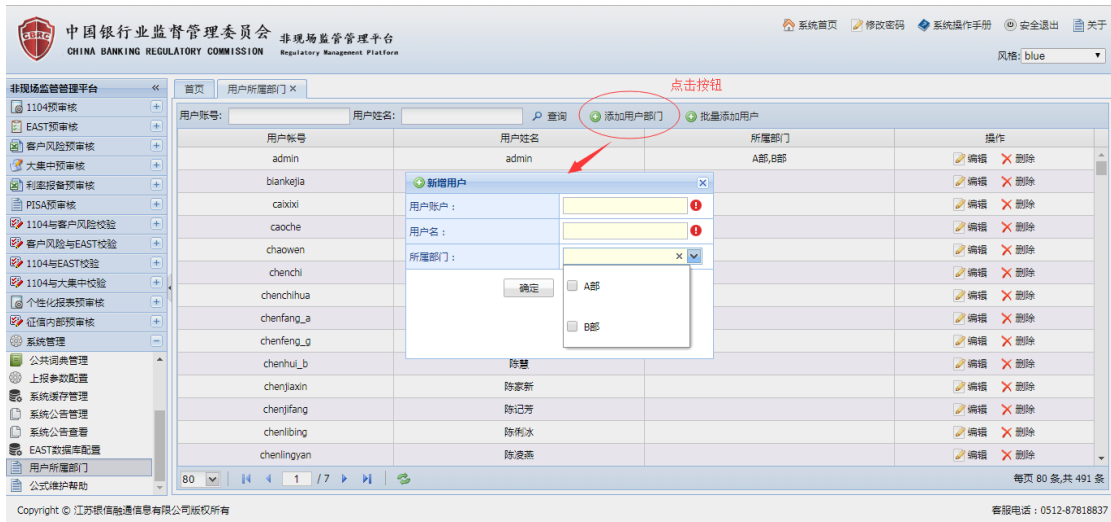 CBRC
中国银行业监督管理委员会 非现场监管管理平台
CHINA BANKING REGULATORY COMMISSION Regulatory Management Platform
系统首页 修改密码 系统操作手册 安全退出 关于
风格: blue
非现场监管管理平台 «
首页 用户所属部门 ×
点击按钮
用户账号: 用户姓名: 查询 添加用户部门 批量添加用户
用户帐号 用户姓名 所属部门 操作
admin admin A部,B部 编辑 删除
biankejia 编辑 删除
caixixi 编辑 删除
caoche 编辑 删除
chaowen 编辑 删除
chenchi 编辑 删除
chenchihua 编辑 删除
chenfang_a 编辑 删除
chenfeng_g 编辑 删除
chenhui_b 陈慧 编辑 删除
chenjiaxin 陈家新 编辑 删除
chenjifang 陈记芳 编辑 删除
chenlibing 陈俐冰 编辑 删除
chenlingyan 陈凌燕 编辑 删除
新增用户
用户账户：
用户名：
所属部门：
确定
A部
B部
1104预审核
EAST预审核
客户风险预审核
大集中预审核
利率报备预审核
PISA预审核
1104与客户风险校验
客户风险与EAST校验
1104与EAST校验
1104与大集中校验
个性化报表预审核
征信内部预审核
系统管理
公共词典管理
上报参数配置
系统缓存管理
系统公告管理
系统公告查看
EAST数据库配置
用户所属部门
公式维护帮助
80 1 / 7 每页 80 条,共 491 条
Copyright © 江苏银信融通信息有限公司版权所有 客服电话：0512-87818837